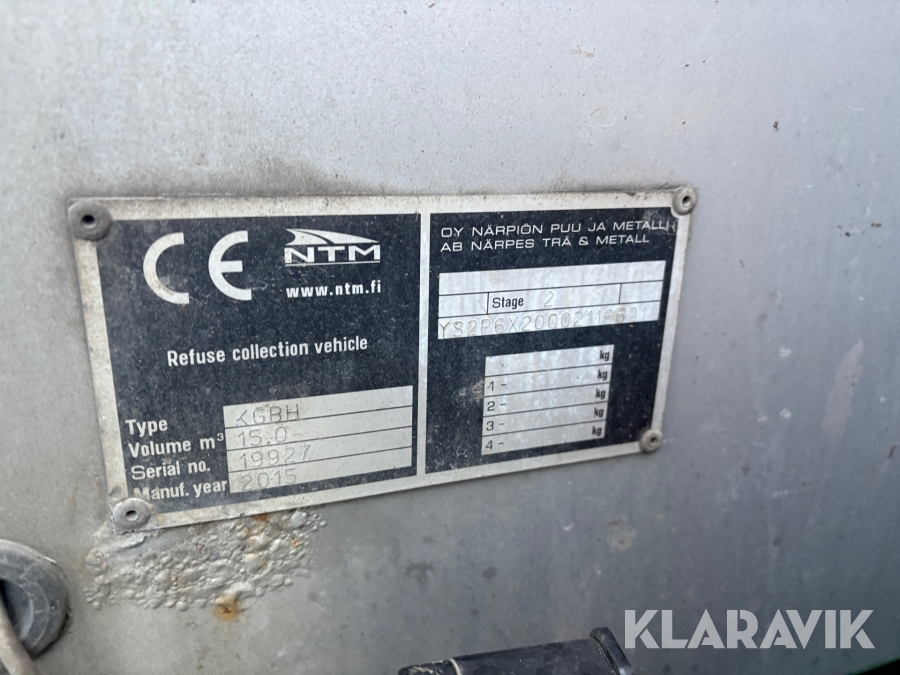 CE NTM
www.ntm.fi
Refuse collection vehicle
Type KGBH
Volume m³ 15.0
Serial no. 19927
Manuf. year 2015
OY NÄRPIÖN PUU JA METALLI
AB NÄRPES TRÄ & METALL
Stage 2
kg
1- kg
2- kg
3- kg
4- kg
KLARAVIK